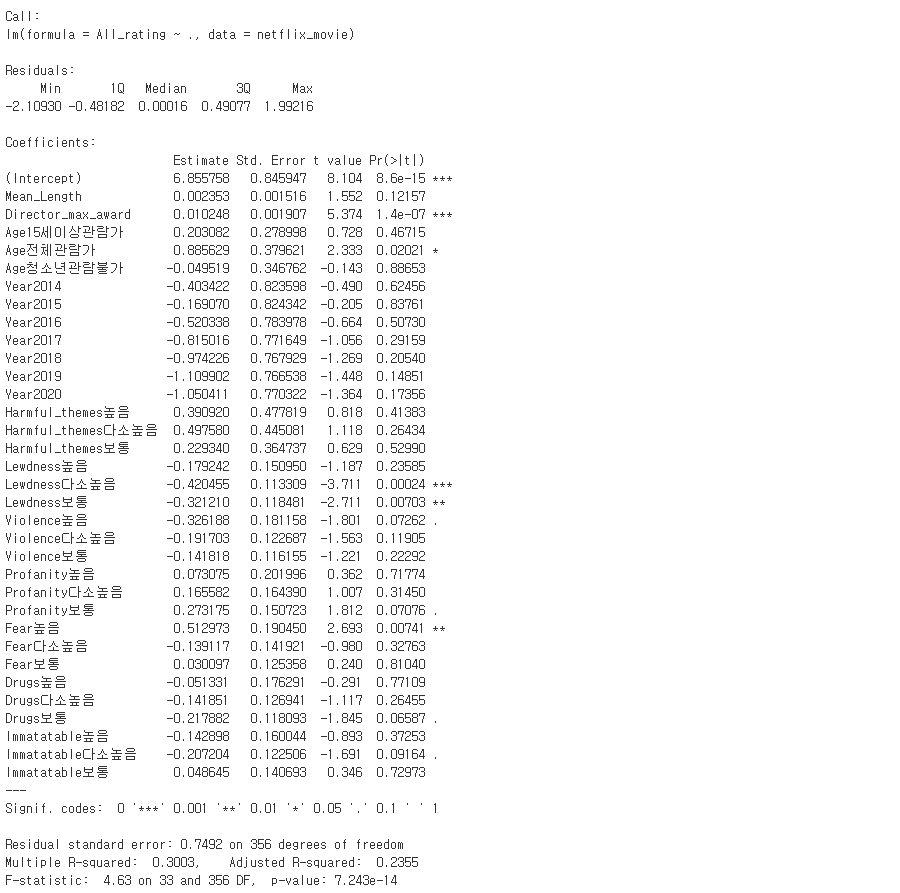 Call:
lm(formula = All_rating ~ ., data = netflix_movie)
Residuals:
Min 1Q Median 3Q Max
-2.10930 -0.48182 0.00016 0.49077 1.99216
Coefficients:
Estimate Std. Error t value Pr(>|t|)
(Intercept) 6.855758 0.845947 8.104 8.6e-15 ***
Mean_Length 0.002353 0.001516 1.552 0.12157
Director_max_award 0.010248 0.001907 5.374 1.4e-07 ***
Age15세이상관람가 0.203082 0.278998 0.728 0.46715
Age전체관람가 0.885629 0.379621 2.333 0.02021 *
Age청소년관람불가 -0.049519 0.346762 -0.143 0.88653
Year2014 -0.403422 0.823598 -0.490 0.62456
Year2015 -0.169070 0.824342 -0.205 0.83761
Year2016 -0.520338 0.783978 -0.664 0.50730
Year2017 -0.815016 0.771649 -1.056 0.29159
Year2018 -0.974226 0.767929 -1.269 0.20540
Year2019 -1.109902 0.766538 -1.448 0.14851
Year2020 -1.050411 0.770322 -1.364 0.17356
Harmful_themes높음 0.390920 0.477819 0.818 0.41383
Harmful_themes다소높음 0.497580 0.445081 1.118 0.26434
Harmful_themes보통 0.229340 0.364737 0.629 0.52990
Lewdness높음 -0.179242 0.150950 -1.187 0.23585
Lewdness다소높음 -0.420455 0.113309 -3.711 0.00024 ***
Lewdness보통 -0.321210 0.118481 -2.711 0.00703 **
Violence높음 -0.326188 0.181158 -1.801 0.07262 .
Violence다소높음 -0.191703 0.122687 -1.563 0.11905
Violence보통 -0.141818 0.116155 -1.221 0.22292
Profanity높음 0.073075 0.201996 0.362 0.71774
Profanity다소높음 0.165582 0.164390 1.007 0.31450
Profanity보통 0.273175 0.150723 1.812 0.07076 .
Fear높음 0.512973 0.190450 2.693 0.00741 **
Fear다소높음 -0.139117 0.141921 -0.980 0.32763
Fear보통 0.030097 0.125358 0.240 0.81040
Drugs높음 -0.051331 0.176291 -0.291 0.77109
Drugs다소높음 -0.141851 0.126941 -1.117 0.26455
Drugs보통 -0.217882 0.118093 -1.845 0.06587 .
Immatatable높음 -0.142898 0.160044 -0.893 0.37253
Immatatable다소높음 -0.207204 0.122506 -1.691 0.09164 .
Immatatable보통 0.048645 0.140693 0.346 0.72973
---
Signif. codes: 0 '***' 0.001 '**' 0.01 '*' 0.05 '.' 0.1 ' ' 1
Residual standard error: 0.7492 on 356 degrees of freedom
Multiple R-squared: 0.3003, Adjusted R-squared: 0.2355
F-statistic: 4.63 on 33 and 356 DF, p-value: 7.243e-14